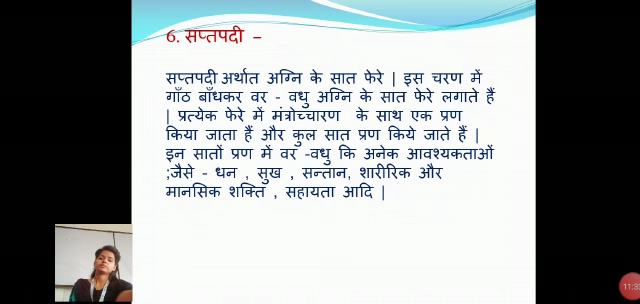 6. सप्तपदी –
सप्तपदी अर्थात अग्नि के सात फेरे | इस चरण में
गाँठ बाँधकर वर - वधु अग्नि के सात फेरे लगाते हैं
| प्रत्येक फेरे में मंत्रोच्चारण के साथ एक प्रण
किया जाता हैं और कुल सात प्रण किये जाते हैं |
इन सातों प्रण में वर -वधु कि अनेक आवश्यकताओं
;जैसे - धन , सुख , सन्तान, शारीरिक और
मानसिक शक्ति , सहायता आदि |